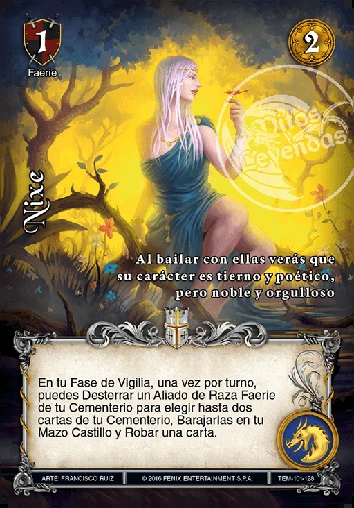 1
2
Faerie
Mitos
Leyendas
Nixe
Al bailar con ellas verás que
su carácter es tierno y poético,
pero noble y orgulloso
En tu Fase de Vigilia, una vez por turno,
puedes Desterrar un Aliado de Raza Faerie
de tu Cementerio para elegir hasta dos
cartas de tu Cementerio, Barajarlas en tu
Mazo Castillo y Robar una carta.
ARTE: FRANCISCO RUIZ
© 2016 FENIX ENTERTAINMENT S.P.A.
TEM-101/128